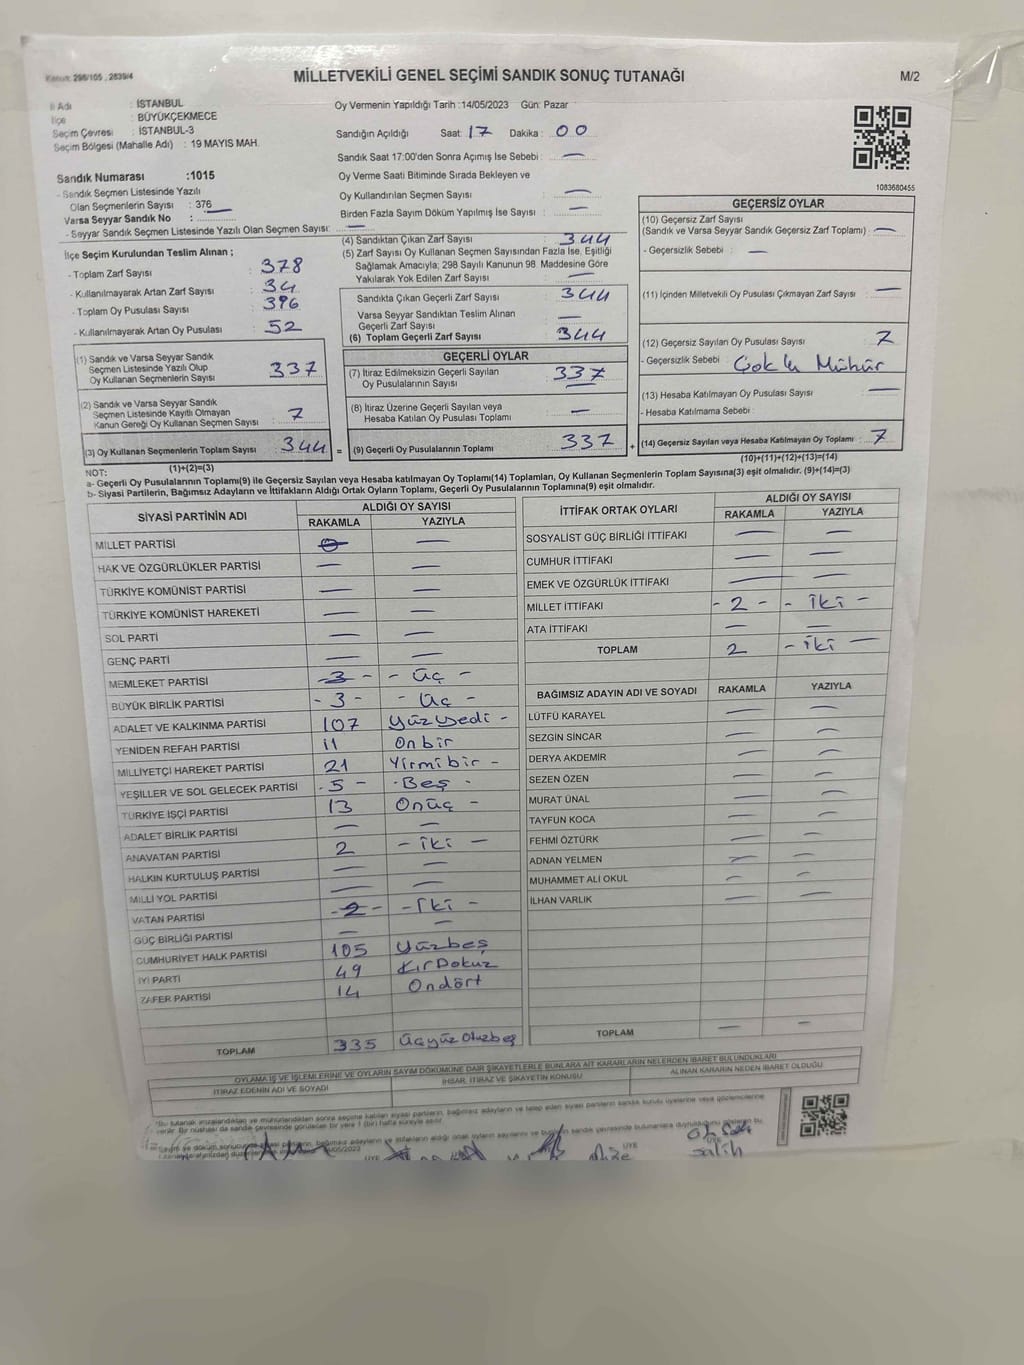 Kanun: 298/105 , 2839/4
MİLLETVEKİLİ GENEL SEÇİMİ SANDIK SONUÇ TUTANAĞI
M/2
İl Adı : İSTANBUL
İlçe : BÜYÜKÇEKMECE
Seçim Çevresi : İSTANBUL-3
Seçim Bölgesi (Mahalle Adı) : 19 MAYIS MAH.
Sandık Numarası :1015
- Sandık Seçmen Listesinde Yazılı
Olan Seçmenlerin Sayısı : 376
Varsa Seyyar Sandık No :
- Seyyar Sandık Seçmen Listesinde Yazılı Olan Seçmen Sayısı: —
Oy Vermenin Yapıldığı Tarih :14/05/2023 Gün: Pazar
Sandığın Açıldığı Saat: 17 Dakika : 00
Sandık Saat 17:00'den Sonra Açımış İse Sebebi : —
Oy Verme Saati Bitiminde Sırada Bekleyen ve
Oy Kullandırılan Seçmen Sayısı : —
Birden Fazla Sayım Döküm Yapılmış İse Sayısı : —
1083680455
İlçe Seçim Kurulundan Teslim Alınan ;
- Toplam Zarf Sayısı : 378
- Kullanılmayarak Artan Zarf Sayısı : 34
- Toplam Oy Pusulası Sayısı : 396
- Kullanılmayarak Artan Oy Pusulası : 52
(1) Sandık ve Varsa Seyyar Sandık
Seçmen Listesinde Yazılı Olup
Oy Kullanan Seçmenlerin Sayısı : 337
(2) Sandık ve Varsa Seyyar Sandık
Seçmen Listesinde Kayıtlı Olmayan
Kanun Gereği Oy Kullanan Seçmen Sayısı : 7
(3) Oy Kullanan Seçmenlerin Toplam Sayısı : 344
(1)+(2)=(3)
(4) Sandıktan Çıkan Zarf Sayısı : 344
(5) Zarf Sayısı Oy Kullanan Seçmen Sayısından Fazla İse, Eşitliği
Sağlamak Amacıyla; 298 Sayılı Kanunun 98. Maddesine Göre
Yakılarak Yok Edilen Zarf Sayısı : —
Sandıkta Çıkan Geçerli Zarf Sayısı : 344
Varsa Seyyar Sandıktan Teslim Alınan
Geçerli Zarf Sayısı : —
(6) Toplam Geçerli Zarf Sayısı : 344
GEÇERLİ OYLAR
(7) İtiraz Edilmeksizin Geçerli Sayılan
Oy Pusulalarının Sayısı : 337
(8) İtiraz Üzerine Geçerli Sayılan veya
Hesaba Katılan Oy Pusulası Toplamı : —
= (9) Geçerli Oy Pusulalarının Toplamı : 337
GEÇERSİZ OYLAR
(10) Geçersiz Zarf Sayısı
(Sandık ve Varsa Seyyar Sandık Geçersiz Zarf Toplamı) : —
- Geçersizlik Sebebi : —
(11) İçinden Milletvekili Oy Pusulası Çıkmayan Zarf Sayısı : —
(12) Geçersiz Sayılan Oy Pusulası Sayısı : 7
- Geçersizlik Sebebi : Çoklu Mühür
(13) Hesaba Katılmayan Oy Pusulası Sayısı : —
- Hesaba Katılmama Sebebi :
+ (14) Geçersiz Sayılan veya Hesaba Katılmayan Oy Toplamı : 7
(10)+(11)+(12)+(13)=(14)
NOT:
a- Geçerli Oy Pusulalarının Toplamı(9) ile Geçersiz Sayılan veya Hesaba katılmayan Oy Toplamı(14) Toplamları, Oy Kullanan Seçmenlerin Toplam Sayısına(3) eşit olmalıdır. (9)+(14)=(3)
b- Siyasi Partilerin, Bağımsız Adayların ve İttifakların Aldığı Ortak Oyların Toplamı, Geçerli Oy Pusulalarının Toplamına(9) eşit olmalıdır.
SİYASİ PARTİNİN ADI ALDIĞI OY SAYISI
RAKAMLA YAZIYLA
MİLLET PARTİSİ —
HAK VE ÖZGÜRLÜKLER PARTİSİ — —
TÜRKİYE KOMÜNİST PARTİSİ — —
TÜRKİYE KOMÜNİST HAREKETİ — —
SOL PARTİ — —
GENÇ PARTİ — —
MEMLEKET PARTİSİ - 3 - - Üç -
BÜYÜK BİRLİK PARTİSİ - 3 - - Üç -
ADALET VE KALKINMA PARTİSİ 107 Yüzyedi -
YENİDEN REFAH PARTİSİ 11 Onbir
MİLLİYETÇİ HAREKET PARTİSİ 21 Yirmibir -
YEŞİLLER VE SOL GELECEK PARTİSİ - 5 - - Beş -
TÜRKİYE İŞÇİ PARTİSİ 13 Onüç -
ADALET BİRLİK PARTİSİ — —
ANAVATAN PARTİSİ 2 - İki -
HALKIN KURTULUŞ PARTİSİ — —
MİLLİ YOL PARTİSİ — —
VATAN PARTİSİ - 2 - - İki -
GÜÇ BİRLİĞİ PARTİSİ — —
CUMHURİYET HALK PARTİSİ 105 Yüzbeş
İYİ PARTİ 49 KırDokuz
ZAFER PARTİSİ 14 Ondört
TOPLAM 335 Üçyüz Otuzbeş
İTTİFAK ORTAK OYLARI ALDIĞI OY SAYISI
RAKAMLA YAZIYLA
SOSYALİST GÜÇ BİRLİĞİ İTTİFAKI — —
CUMHUR İTTİFAKI — —
EMEK VE ÖZGÜRLÜK İTTİFAKI — —
MİLLET İTTİFAKI - 2 - - İki -
ATA İTTİFAKI — —
TOPLAM 2 - İki —
BAĞIMSIZ ADAYIN ADI VE SOYADI RAKAMLA YAZIYLA
LÜTFÜ KARAYEL — —
SEZGİN SİNCAR — —
DERYA AKDEMİR — —
SEZEN ÖZEN — —
MURAT ÜNAL — —
TAYFUN KOCA — —
FEHMİ ÖZTÜRK — —
ADNAN YELMEN — —
MUHAMMET ALİ OKUL — —
İLHAN VARLIK — —
TOPLAM — —
OYLAMA İŞ VE İŞLEMLERİNE VE OYLARIN SAYIM DÖKÜMÜNE DAİR ŞİKAYETLERLE BUNLARA AİT KARARLARIN NELERDEN İBARET BULUNDUKLARI
İTİRAZ EDENİN ADI VE SOYADI İHBAR, İTİRAZ VE ŞİKAYETİN KONUSU ALINAN KARARIN NEDEN İBARET OLDUĞU
ÜYE
ÜYE
Salih